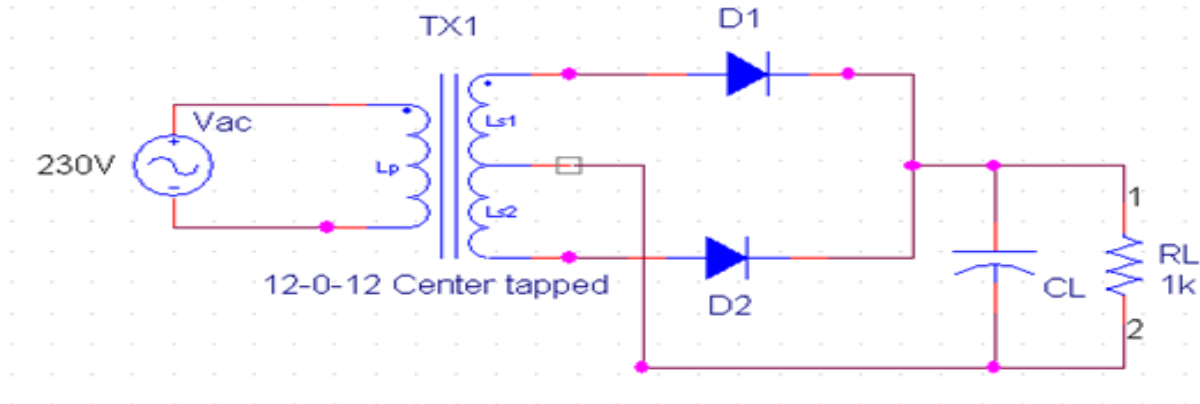 TX1
D1
Vac
230V
Lp
Ls1
Ls2
12-0-12 Center tapped
D2
CL
1
RL
1k
2